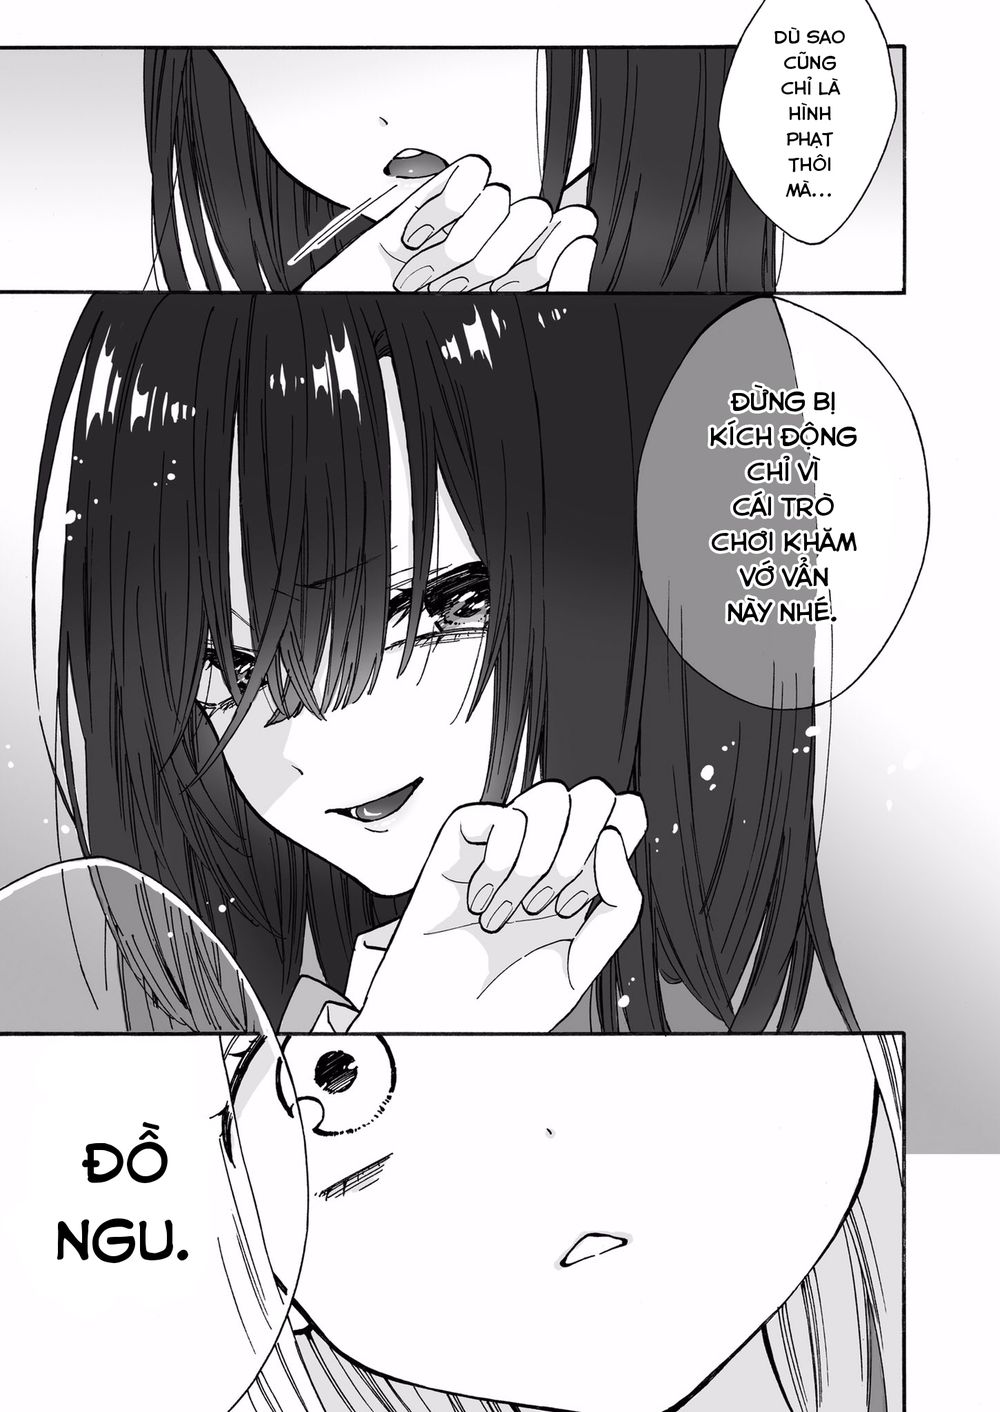 DÙ SAO
CŨNG
CHỈ LÀ
HÌNH
PHẠT
THÔI
MÀ...
ĐỪNG BỊ
KÍCH ĐỘNG
CHỈ VÌ
CÁI TRÒ
CHƠI KHĂM
VỚ VẨN
NÀY NHÉ.
ĐỒ
NGU.